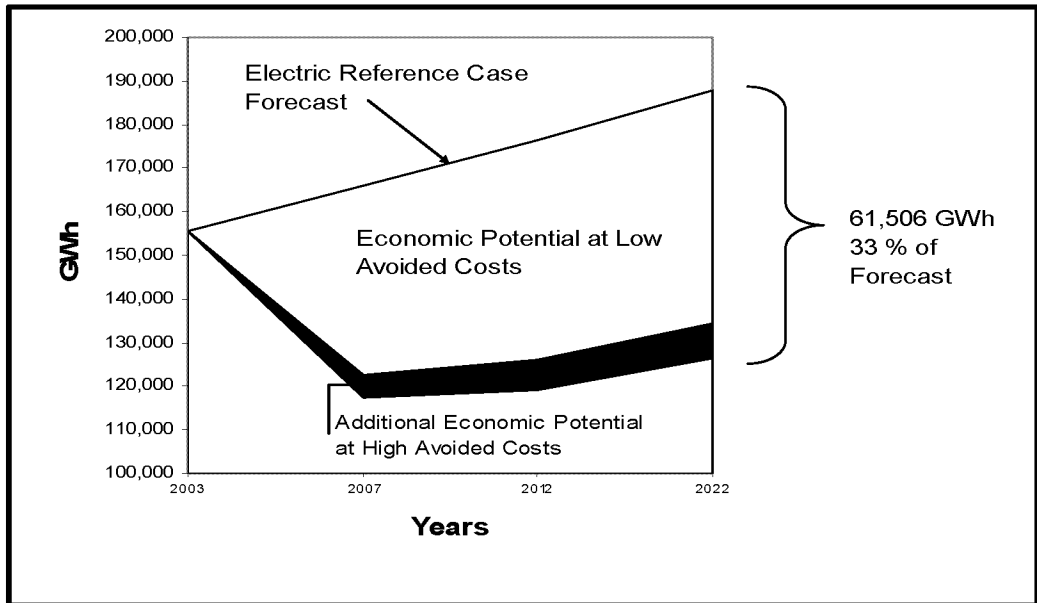 200,000
190,000
180,000
170,000
160,000
150,000
140,000
130,000
120,000
110,000
100,000
GWh
Electric Reference Case
Forecast
Economic Potential at Low
Avoided Costs
Additional Economic Potential
at High Avoided Costs
61,506 GWh
33 % of
Forecast
2003 2007 2012 2022
Years